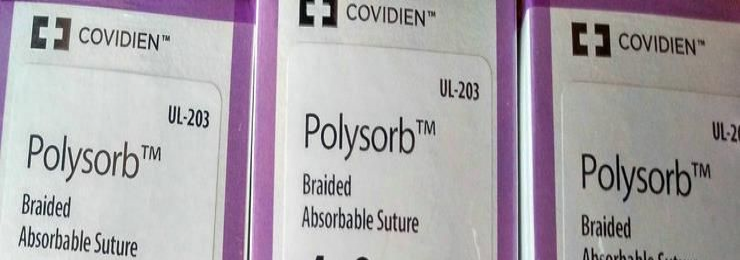 COVIDIEN™
UL-203
Polysorb™
Braided
Absorbable Suture
COVIDIEN™
UL-203
Polysorb™
Braided
Absorbable Suture
COVIDIEN™
Polysorb™
Braided